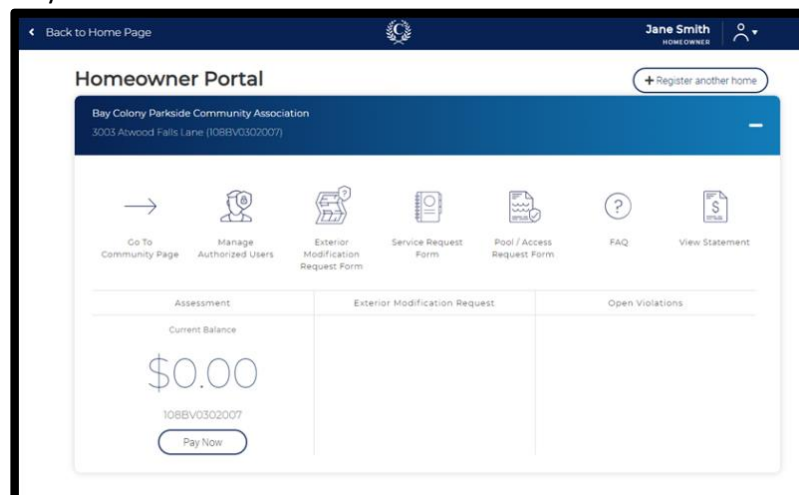 Back to Home Page
C
Jane Smith
HOMEOWNER
Homeowner Portal
+ Register another home
Bay Colony Parkside Community Association
3003 Atwood Falls Lane (108BV0302007)
Go To
Community Page
Manage
Authorized Users
Exterior
Modification
Request Form
Service Request
Form
Pool / Access
Request Form
FAQ
View Statement
Assessment
Exterior Modification Request
Open Violations
Current Balance
$0.00
108BV0302007
Pay Now